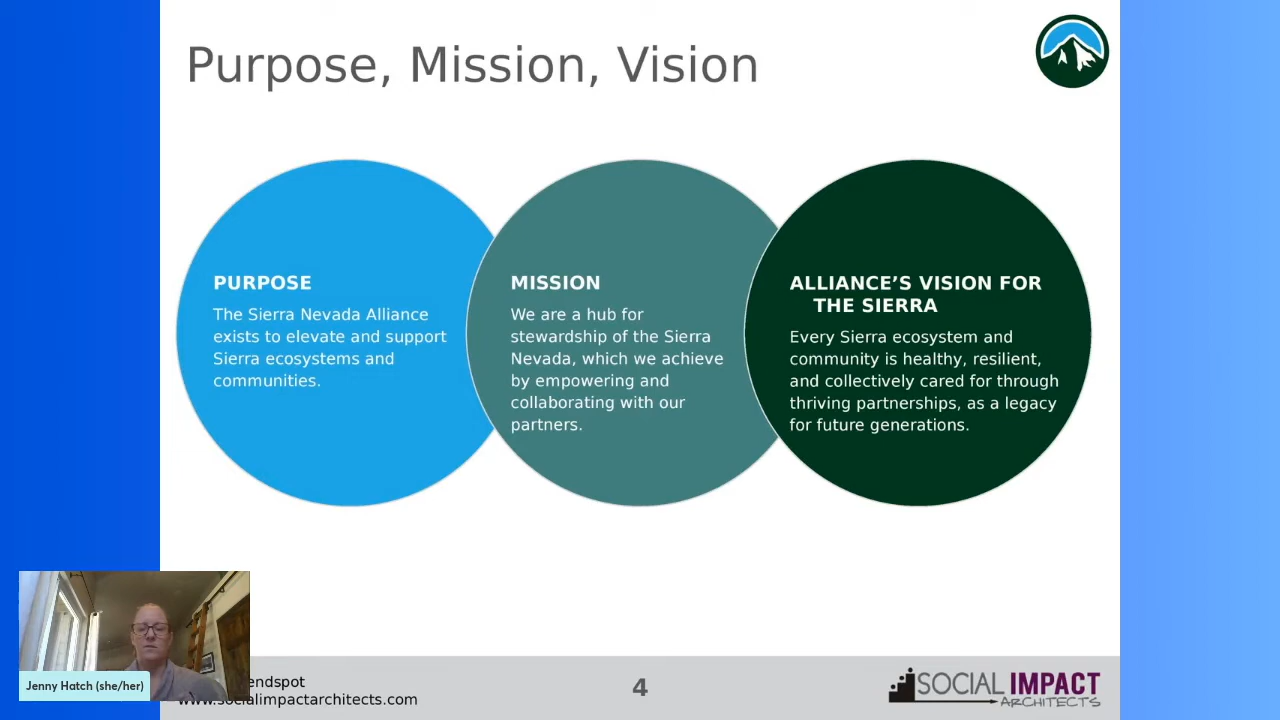 Purpose, Mission, Vision
PURPOSE
The Sierra Nevada Alliance
exists to elevate and support
Sierra ecosystems and
communities.
MISSION
We are a hub for
stewardship of the Sierra
Nevada, which we achieve
by empowering and
collaborating with our
partners.
ALLIANCE’S VISION FOR
THE SIERRA
Every Sierra ecosystem and
community is healthy, resilient,
and collectively cared for through
thriving partnerships, as a legacy
for future generations.
Jenny Hatch (she/her)
www.socialimpactarchitects.com
4
SOCIAL IMPACT
ARCHITECTS